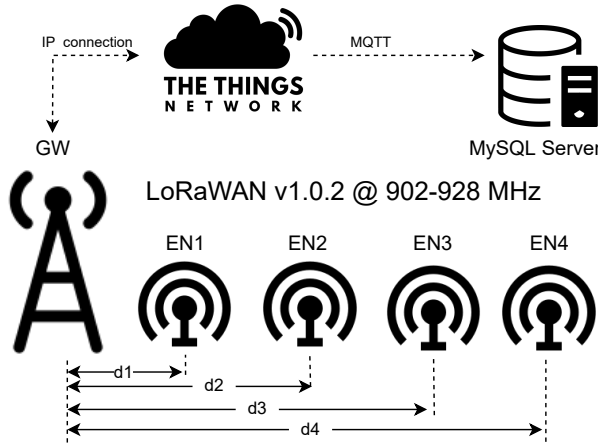 IP connection
MQTT
THE THINGS
NETWORK
GW
MySQL Server
LoRaWAN v1.0.2 @ 902-928 MHz
EN1
EN2
EN3
EN4
d1
d2
d3
d4